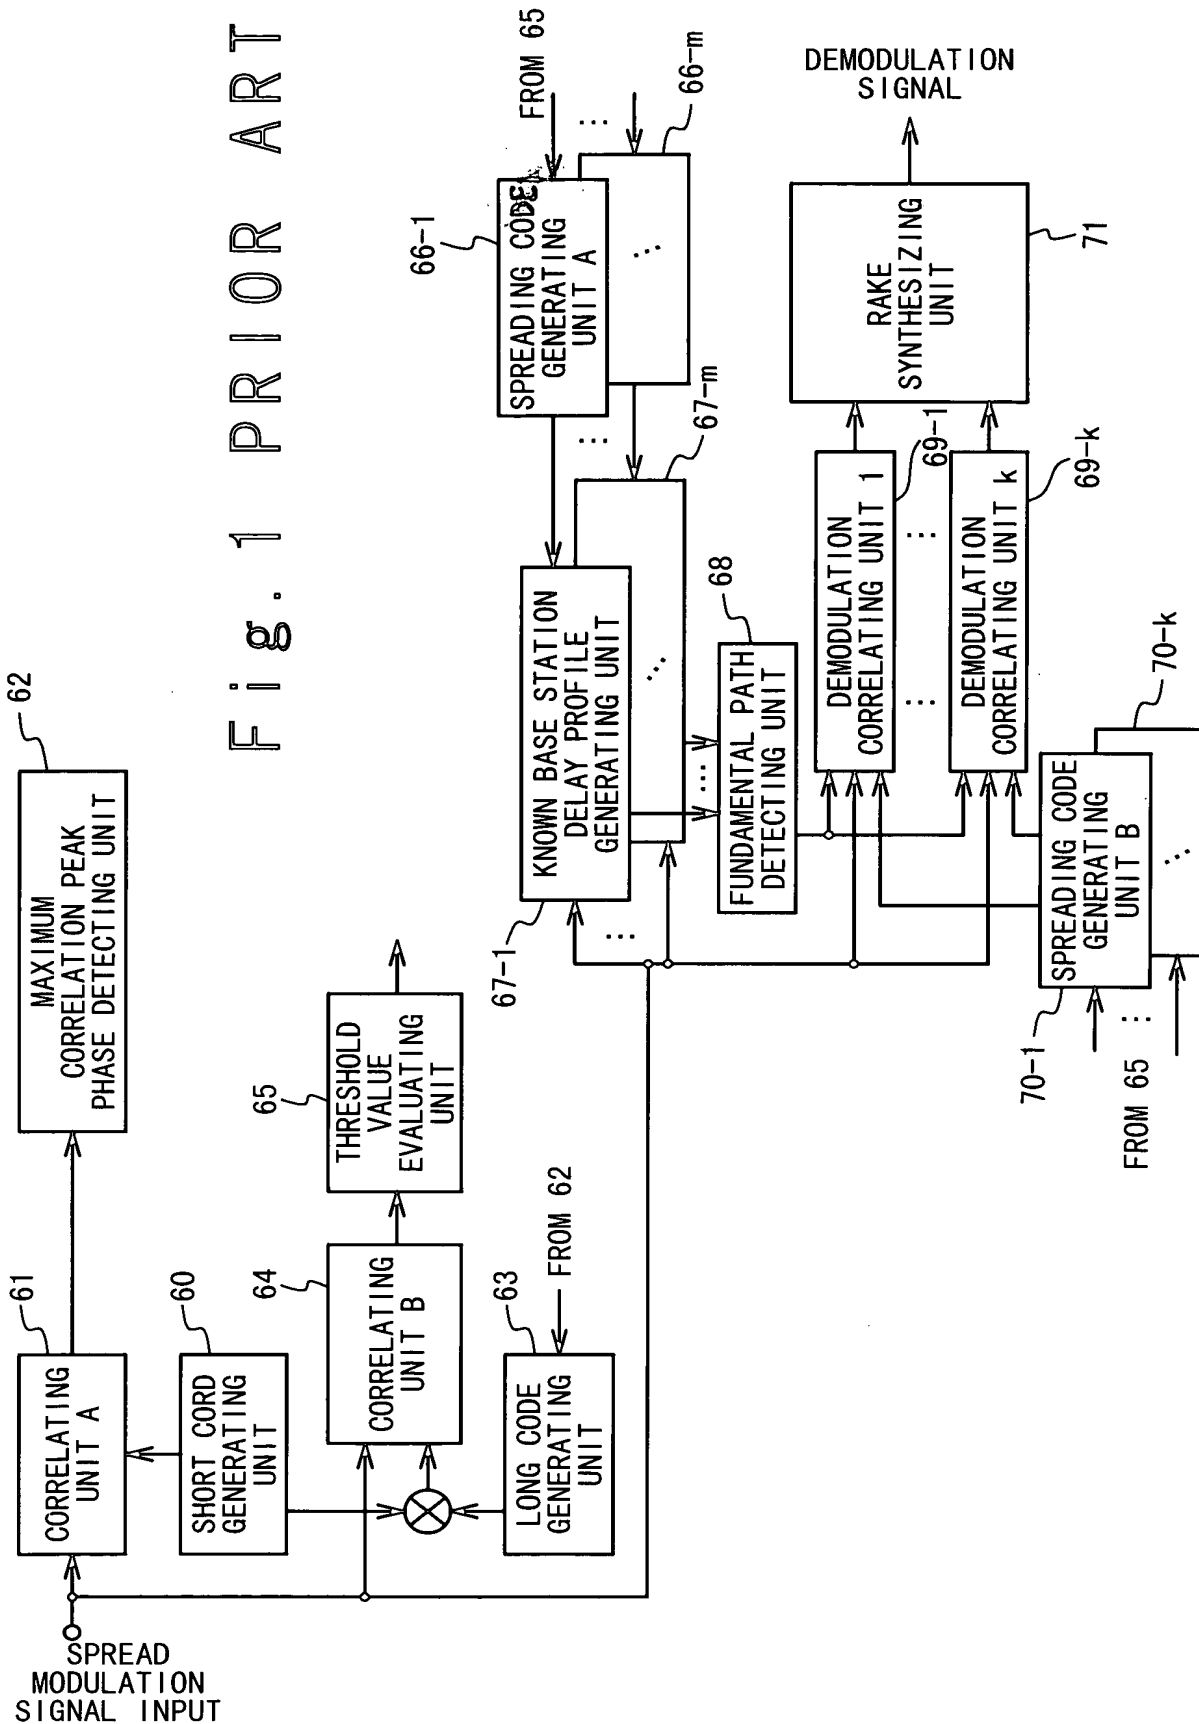 Fig. 1 PRIOR ART
SPREAD
MODULATION
SIGNAL INPUT
61
CORRELATING
UNIT A
62
MAXIMUM
CORRELATION PEAK
PHASE DETECTING UNIT
60
SHORT CORD
GENERATING
UNIT
64
CORRELATING
UNIT B
65
THRESHOLD
VALUE
EVALUATING
UNIT
63
LONG CODE
GENERATING
UNIT
FROM 62
66-1
SPREADING CODE
GENERATING
UNIT A
FROM 65
...
66-m
...
...
67-1
KNOWN BASE STATION
DELAY PROFILE
GENERATING UNIT
67-m
...
...
...
68
FUNDAMENTAL PATH
DETECTING UNIT
DEMODULATION
CORRELATING UNIT 1
69-1
...
...
DEMODULATION
CORRELATING UNIT k
69-k
RAKE
SYNTHESIZING
UNIT
71
DEMODULATION
SIGNAL
70-1
SPREADING CODE
GENERATING
UNIT B
70-k
...
...
FROM 65